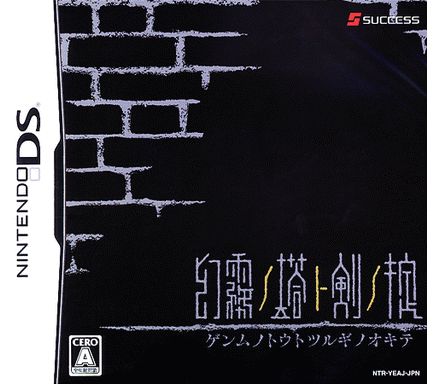 SUCCESS
NINTENDO DS
幻霧ノ塔ト剣ノ掟
ゲンムノトウトツルギノオキテ
CERO
A
NTR-YEAJ-JPN